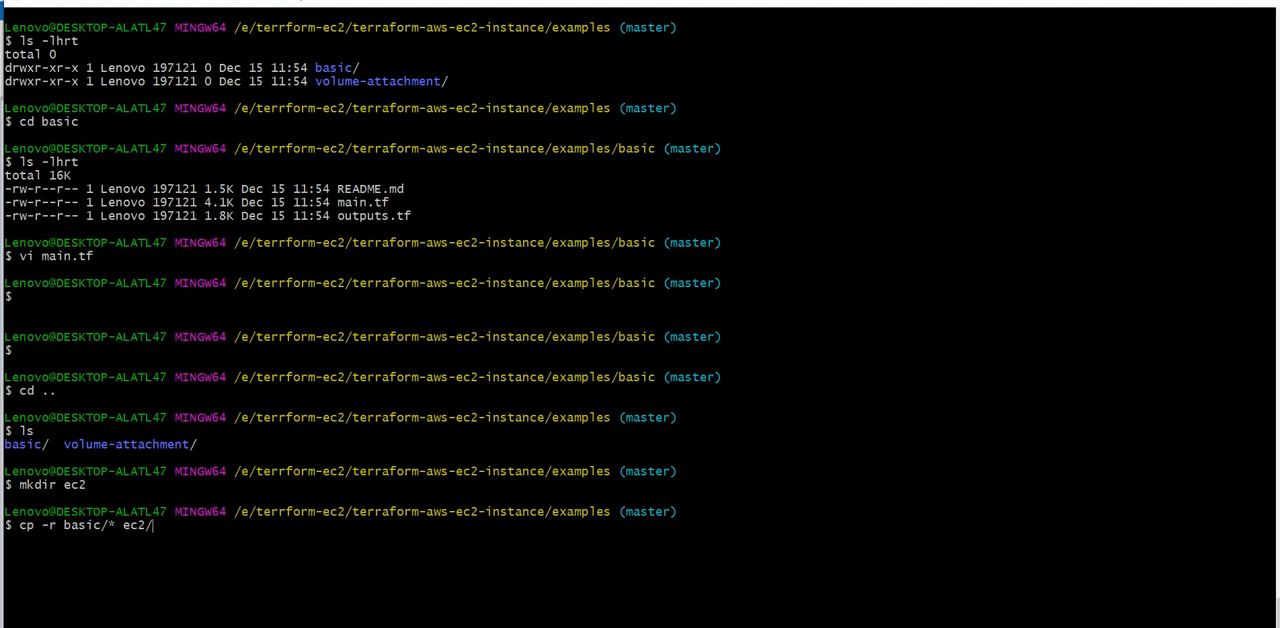 Lenovo@DESKTOP-ALATL47 MINGW64 /e/terrform-ec2/terraform-aws-ec2-instance/examples (master)
$ ls -lhrt
total 0
drwxr-xr-x 1 Lenovo 197121 0 Dec 15 11:54 basic/
drwxr-xr-x 1 Lenovo 197121 0 Dec 15 11:54 volume-attachment/
Lenovo@DESKTOP-ALATL47 MINGW64 /e/terrform-ec2/terraform-aws-ec2-instance/examples (master)
$ cd basic
Lenovo@DESKTOP-ALATL47 MINGW64 /e/terrform-ec2/terraform-aws-ec2-instance/examples/basic (master)
$ ls -lhrt
total 16K
-rw-r--r-- 1 Lenovo 197121 1.5K Dec 15 11:54 README.md
-rw-r--r-- 1 Lenovo 197121 4.1K Dec 15 11:54 main.tf
-rw-r--r-- 1 Lenovo 197121 1.8K Dec 15 11:54 outputs.tf
Lenovo@DESKTOP-ALATL47 MINGW64 /e/terrform-ec2/terraform-aws-ec2-instance/examples/basic (master)
$ vi main.tf
Lenovo@DESKTOP-ALATL47 MINGW64 /e/terrform-ec2/terraform-aws-ec2-instance/examples/basic (master)
$
Lenovo@DESKTOP-ALATL47 MINGW64 /e/terrform-ec2/terraform-aws-ec2-instance/examples/basic (master)
$
Lenovo@DESKTOP-ALATL47 MINGW64 /e/terrform-ec2/terraform-aws-ec2-instance/examples/basic (master)
$ cd ..
Lenovo@DESKTOP-ALATL47 MINGW64 /e/terrform-ec2/terraform-aws-ec2-instance/examples (master)
$ ls
basic/  volume-attachment/
Lenovo@DESKTOP-ALATL47 MINGW64 /e/terrform-ec2/terraform-aws-ec2-instance/examples (master)
$ mkdir ec2
Lenovo@DESKTOP-ALATL47 MINGW64 /e/terrform-ec2/terraform-aws-ec2-instance/examples (master)
$ cp -r basic/* ec2/